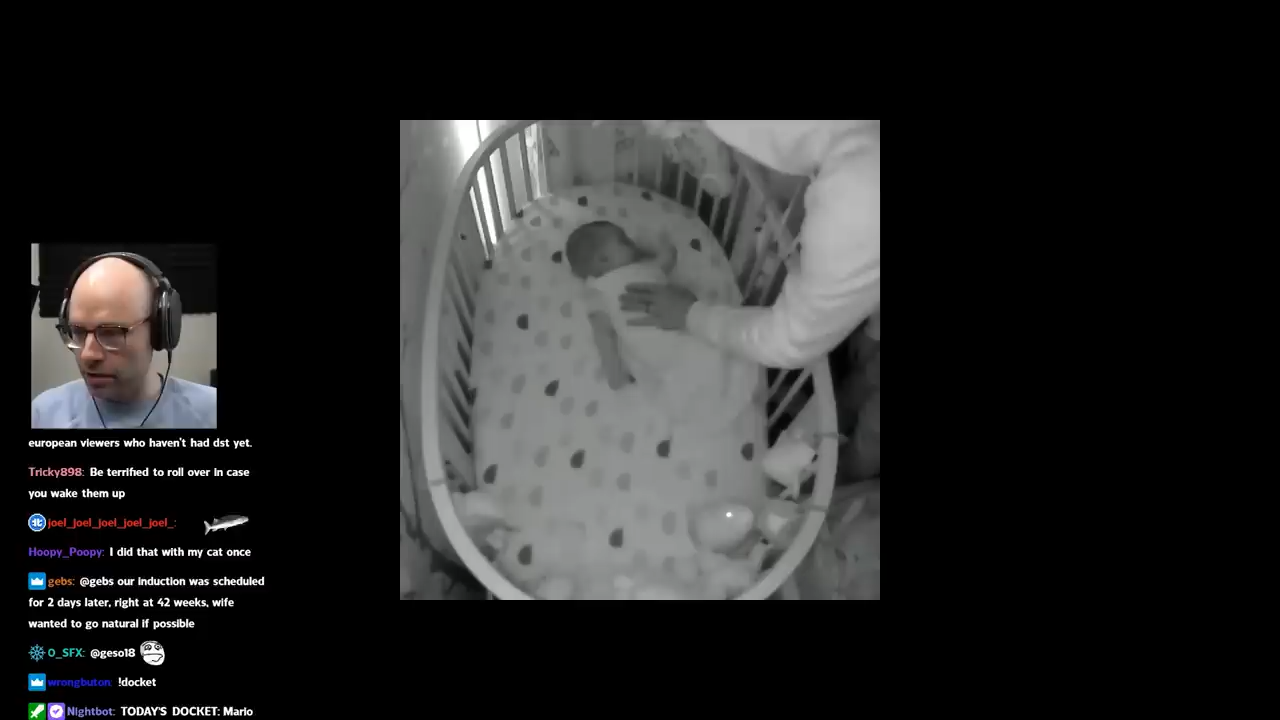 european viewers who haven't had dst yet.
Tricky898: Be terrified to roll over in case
you wake them up
joel_joel_joel_joel_joel_:
Hoopy_Poopy: I did that with my cat once
gebs: @gebs our induction was scheduled
for 2 days later, right at 42 weeks, wife
wanted to go natural if possible
O_SFX: @geso18
wrongbuton: !docket
Nightbot: TODAY'S DOCKET: Mario